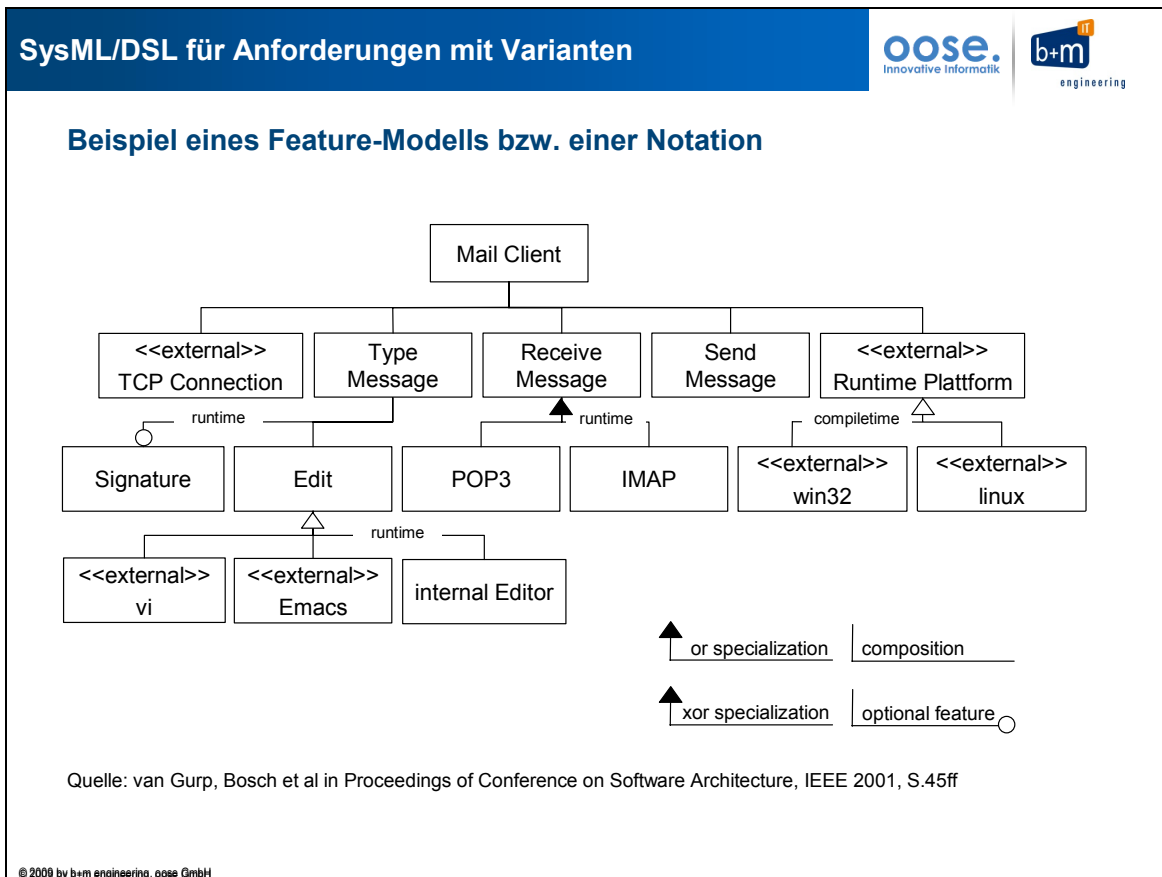 SysML/DSL für Anforderungen mit Varianten
oose.
Innovative Informatik
IT
b+m
engineering
Beispiel eines Feature-Modells bzw. einer Notation
Mail Client
<<external>>
TCP Connection
Type
Message
Receive
Message
Send
Message
<<external>>
Runtime Plattform
runtime
runtime
compiletime
Signature
Edit
POP3
IMAP
<<external>>
win32
<<external>>
linux
runtime
<<external>>
vi
<<external>>
Emacs
internal Editor
or specialization
composition
xor specialization
optional feature
Quelle: van Gurp, Bosch et al in Proceedings of Conference on Software Architecture, IEEE 2001, S.45ff
© 2009 by b+m engineering, oose GmbH